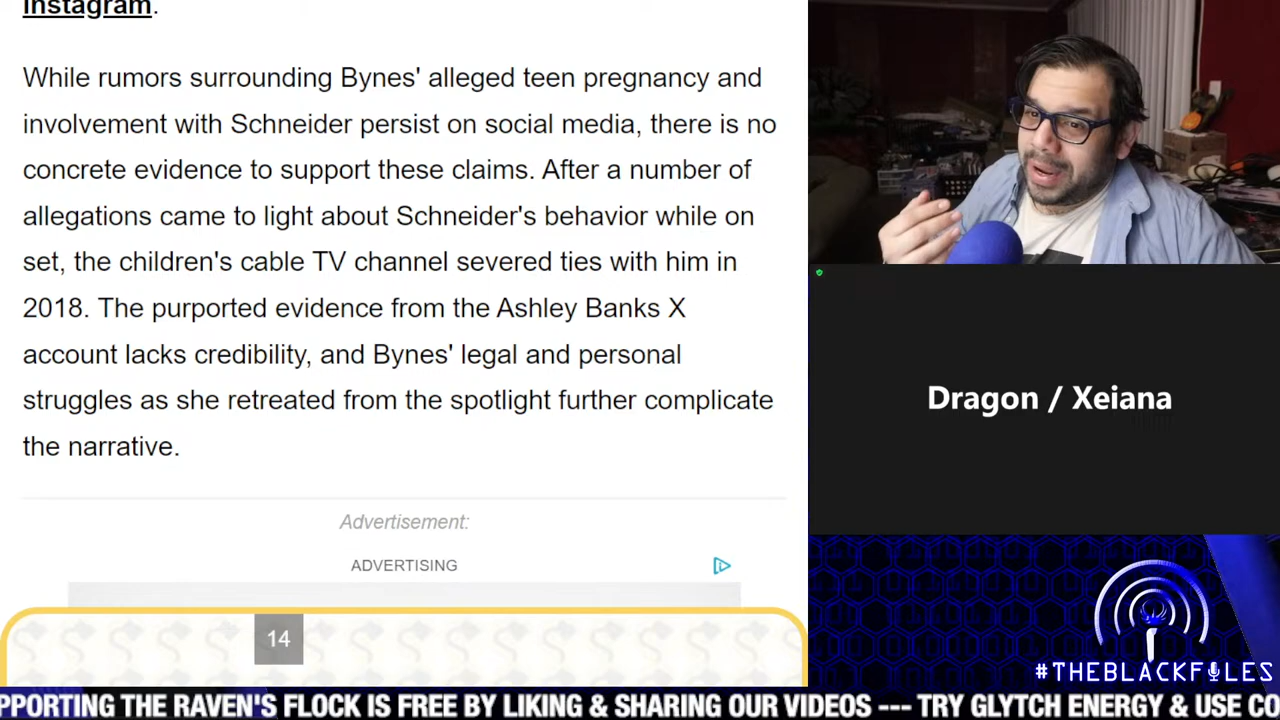 Instagram.
While rumors surrounding Bynes' alleged teen pregnancy and
involvement with Schneider persist on social media, there is no
concrete evidence to support these claims. After a number of
allegations came to light about Schneider's behavior while on
set, the children's cable TV channel severed ties with him in
2018. The purported evidence from the Ashley Banks X
account lacks credibility, and Bynes' legal and personal
struggles as she retreated from the spotlight further complicate
the narrative.
Advertisement:
ADVERTISING
14
Dragon / Xeiana
#THEBLACKFILES
PPORTING THE RAVEN'S FLOCK IS FREE BY LIKING & SHARING OUR VIDEOS --- TRY GLYTCH ENERGY & USE CO